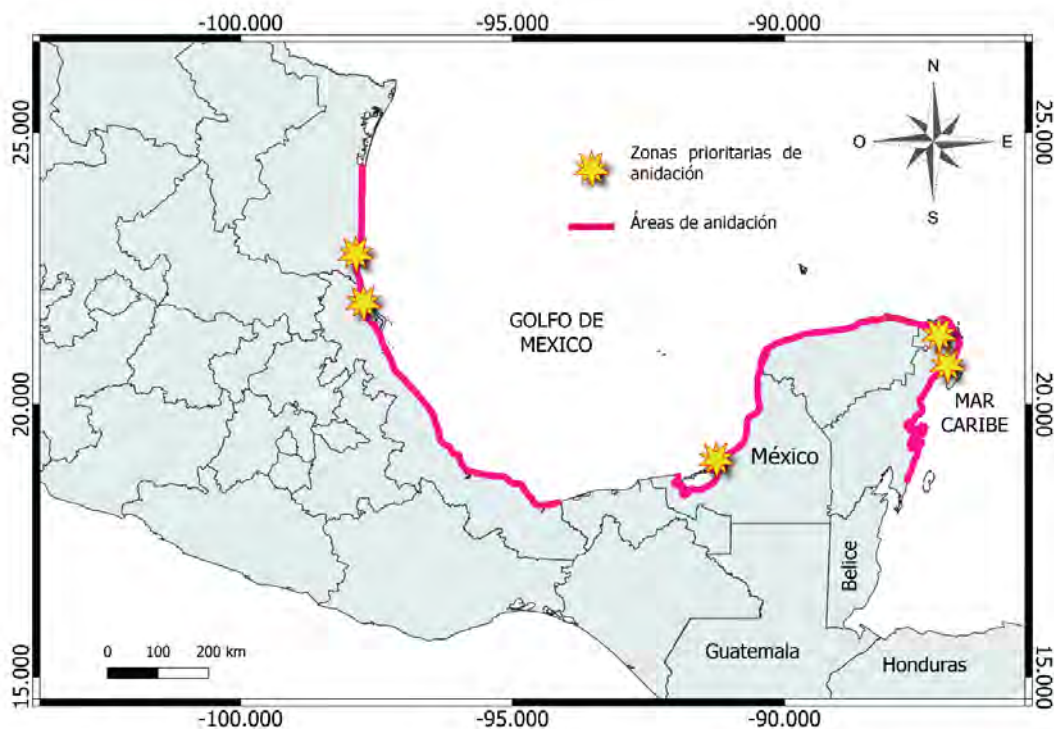 -100.000
-95.000
-90.000
25.000
25.000
N
O
E
S
Zonas prioritarias de
anidación
Áreas de anidación
GOLFO DE
MEXICO
20.000
20.000
MAR
CARIBE
México
Belice
Guatemala
Honduras
0 100 200 km
15.000
15.000
-100.000
-95.000
-90.000